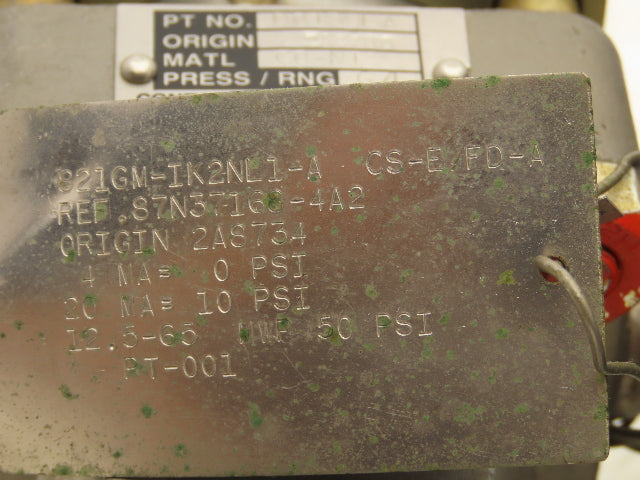 PT NO.
ORIGIN
MATL
PRESS / RNG
821GM-IK2NL1-A CS-E/FD-A
REF.87N37160-4A2
ORIGIN 2A8734
4 MA= 0 PSI
20 MA= 10 PSI
12.5-65 MWP 50 PSI
PT-001